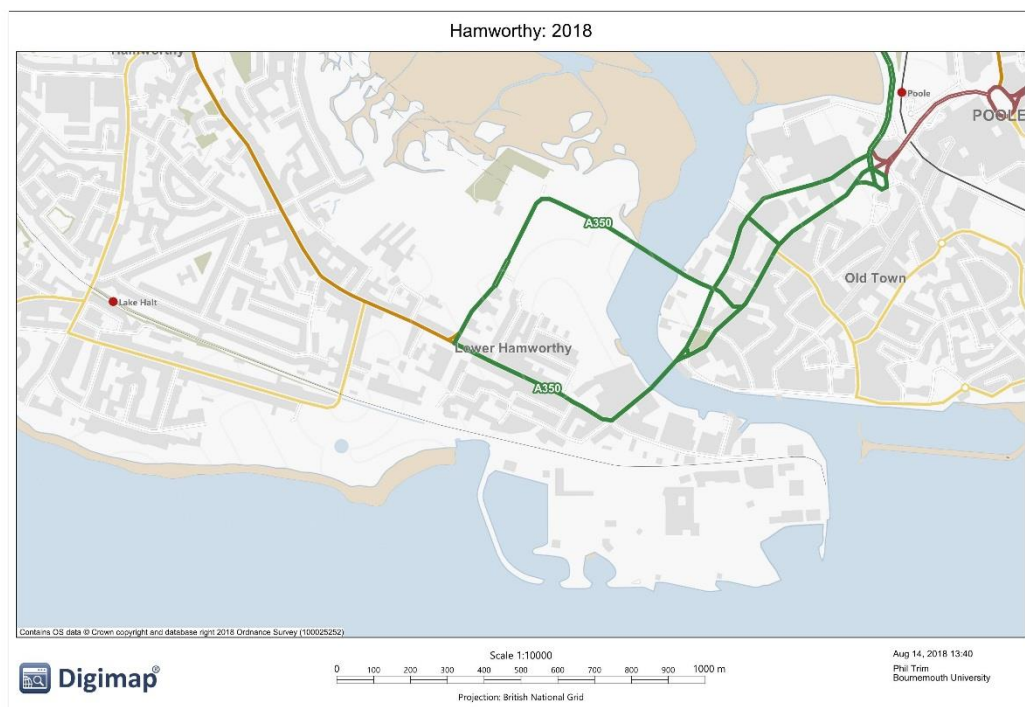 Hamworthy: 2018
Hamworthy
Poole
POOLE
A350
Old Town
Lake Halt
Lower Hamworthy
A350
Contains OS data © Crown copyright and database right 2018 Ordnance Survey (100025252)
Digimap®
Scale 1:10000
0 100 200 300 400 500 600 700 800 900 1000 m
Projection: British National Grid
Aug 14, 2018 13:40
Phil Trim
Bournemouth University